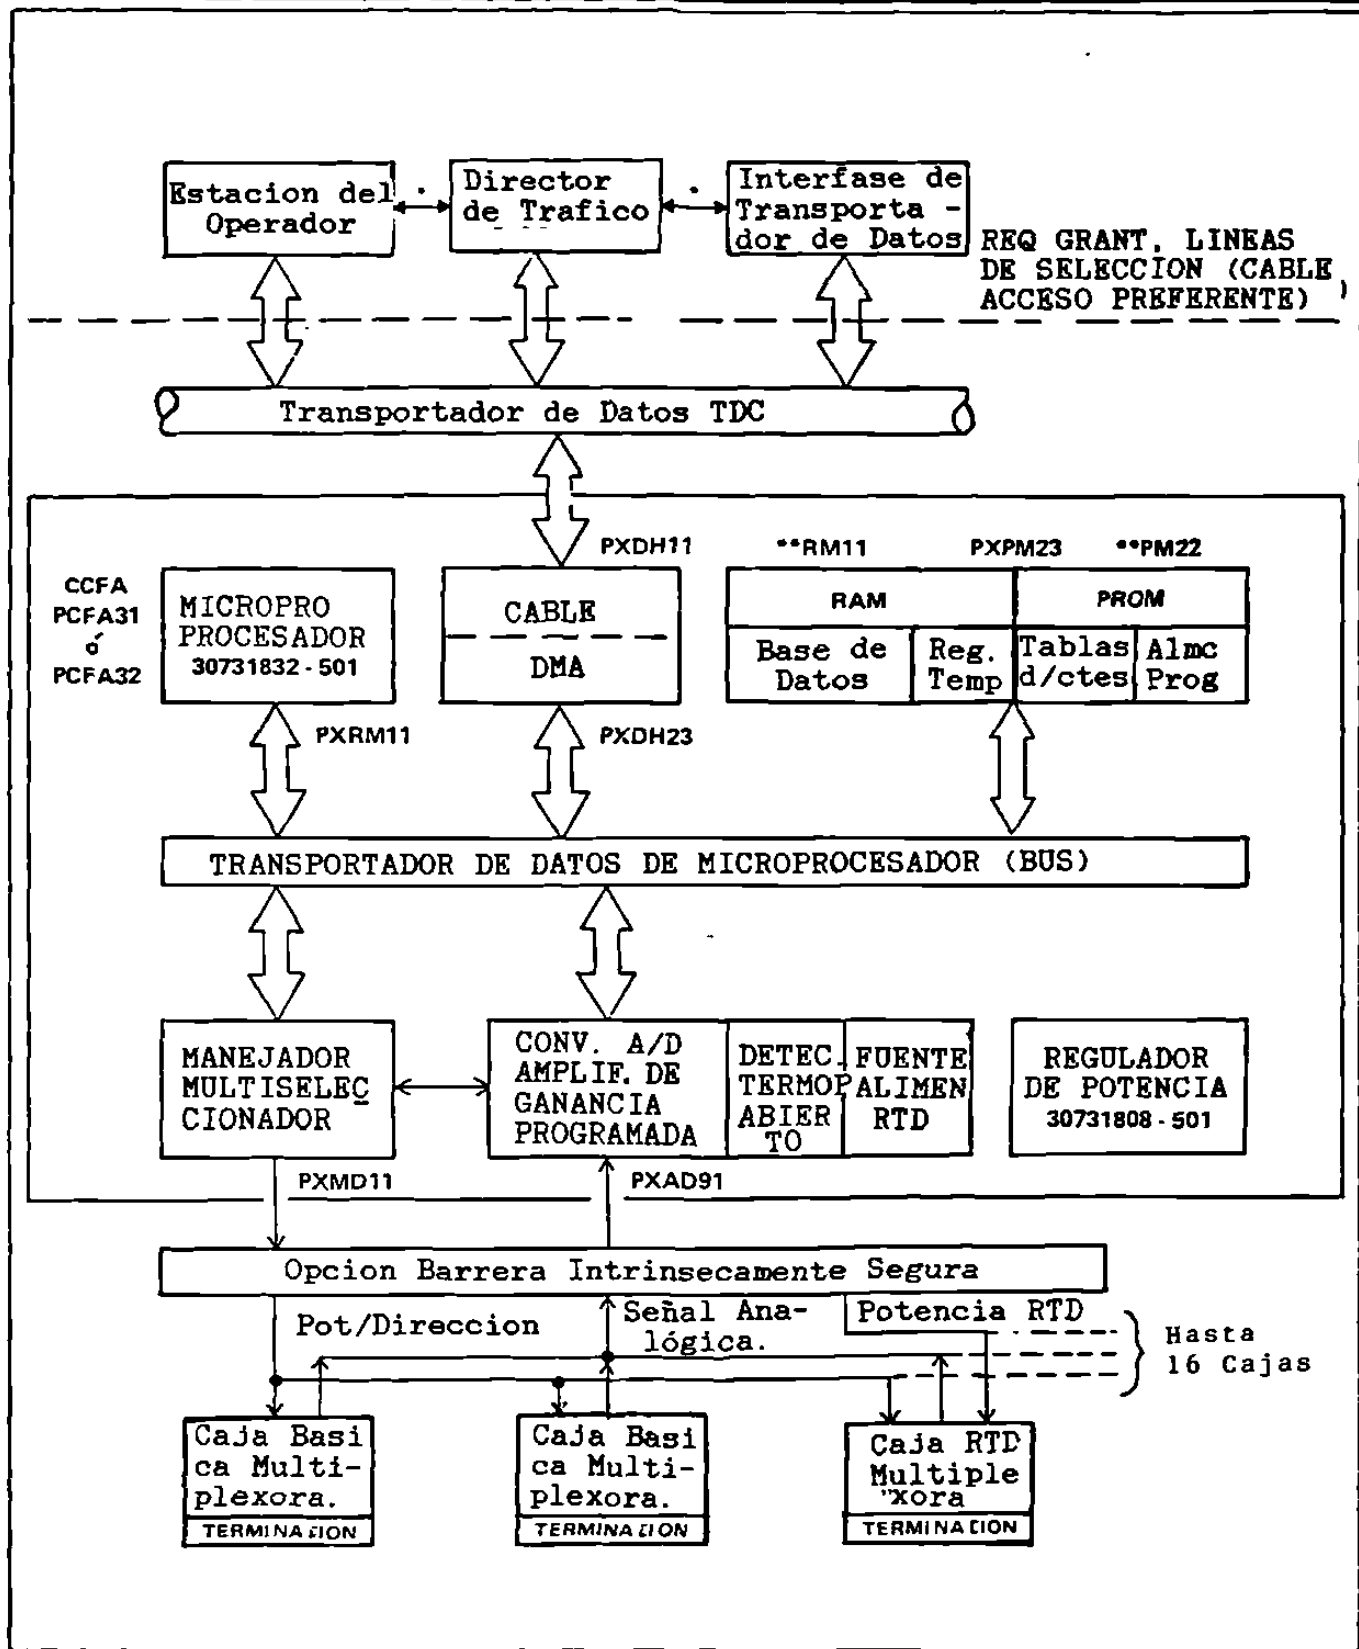 Estacion del
Operador
Director
de Trafico
Interfase de
Transporta -
dor de Datos
REQ GRANT. LINEAS
DE SELECCION (CABLE
ACCESO PREFERENTE)
Transportador de Datos TDC
PXDH11
**RM11
PXPM23
**PM22
CCFA
PCFA31
ó
PCFA32
MICROPRO
PROCESADOR
30731832 - 501
CABLE
DMA
RAM
PROM
Base de
Datos
Reg.
Temp
Tablas
d/ctes
Almc
Prog
PXRM11
PXDH23
TRANSPORTADOR DE DATOS DE MICROPROCESADOR (BUS)
MANEJADOR
MULTISELEC
CIONADOR
CONV. A/D
AMPLIF. DE
GANANCIA
PROGRAMADA
DETEC.
TERMOP
ABIER
TO
FUENTE
ALIMEN
RTD
REGULADOR
DE POTENCIA
30731808 - 501
PXMD11
PXAD91
Opcion Barrera Intrinsecamente Segura
Pot/Direccion
Señal Ana-
lógica.
Potencia RTD
Hasta
16 Cajas
Caja Basi
ca Multi-
plexora.
TERMINACION
Caja Basi
ca Multi-
plexora.
TERMINACION
Caja RTD
Multiple
xora
TERMINACION